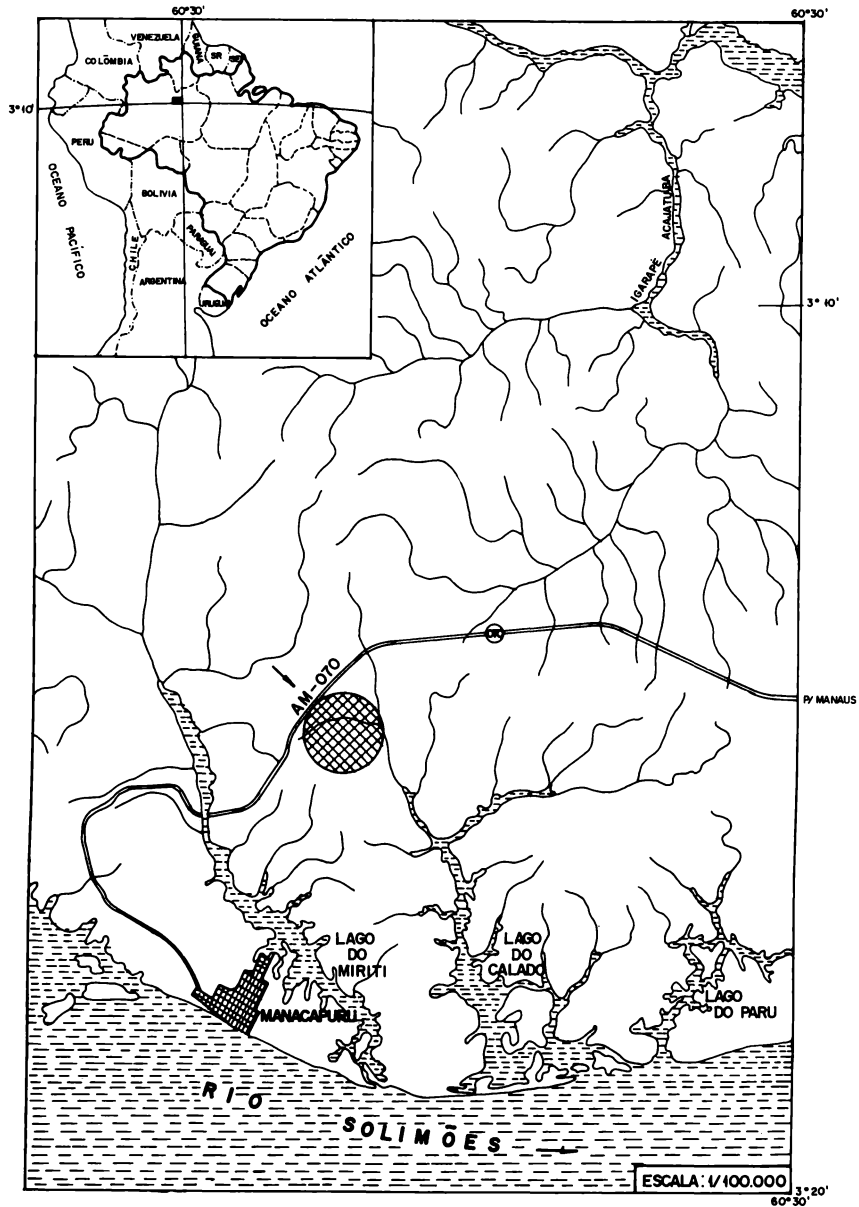 60°30'
60°30'
VENEZUELA
GUIANA
SR
COLÔMBIA
3°10'
PERU
BOLIVIA
OCEANO PACÍFICO
CHILE
PARAGUAI
ARGENTINA
URUGUAI
OCEANO ATLÂNTICO
ACAJATUBA
IGARAPÉ
3° 10'
AM-070
P/ MANAUS
LAGO
DO
MIRITI
LAGO
DO
CALADO
LAGO
DO PARU
MANACAPURU
RIO
SOLIMÕES
ESCALA: 1/100.000
3°20'
60°30'